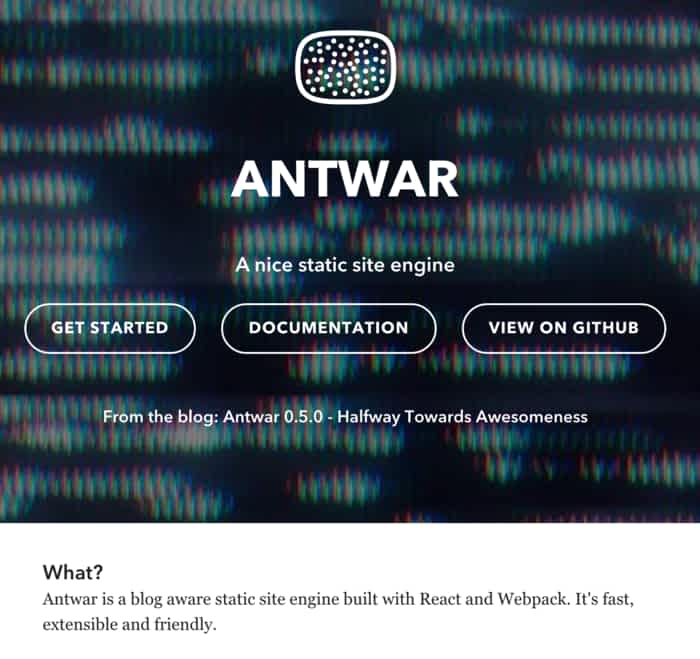 ANTWAR
A nice static site engine
GET STARTED
DOCUMENTATION
VIEW ON GITHUB
From the blog: Antwar 0.5.0 - Halfway Towards Awesomeness
What?
Antwar is a blog aware static site engine built with React and Webpack. It's fast,
extensible and friendly.